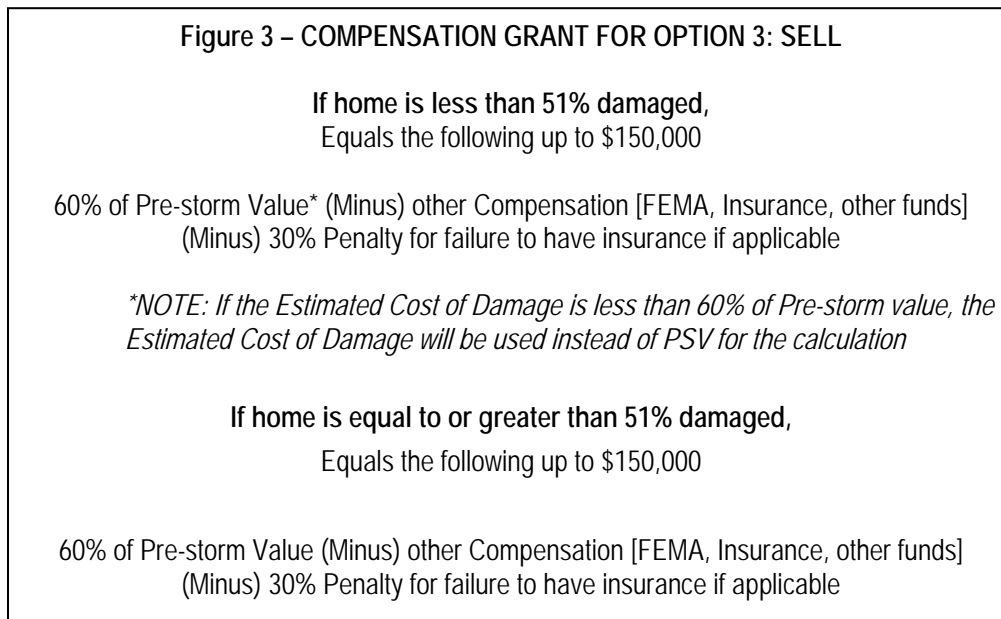 Figure 3 – COMPENSATION GRANT FOR OPTION 3: SELL
If home is less than 51% damaged,
Equals the following up to $150,000
60% of Pre-storm Value* (Minus) other Compensation [FEMA, Insurance, other funds]
(Minus) 30% Penalty for failure to have insurance if applicable
*NOTE: If the Estimated Cost of Damage is less than 60% of Pre-storm value, the
Estimated Cost of Damage will be used instead of PSV for the calculation
If home is equal to or greater than 51% damaged,
Equals the following up to $150,000
60% of Pre-storm Value (Minus) other Compensation [FEMA, Insurance, other funds]
(Minus) 30% Penalty for failure to have insurance if applicable